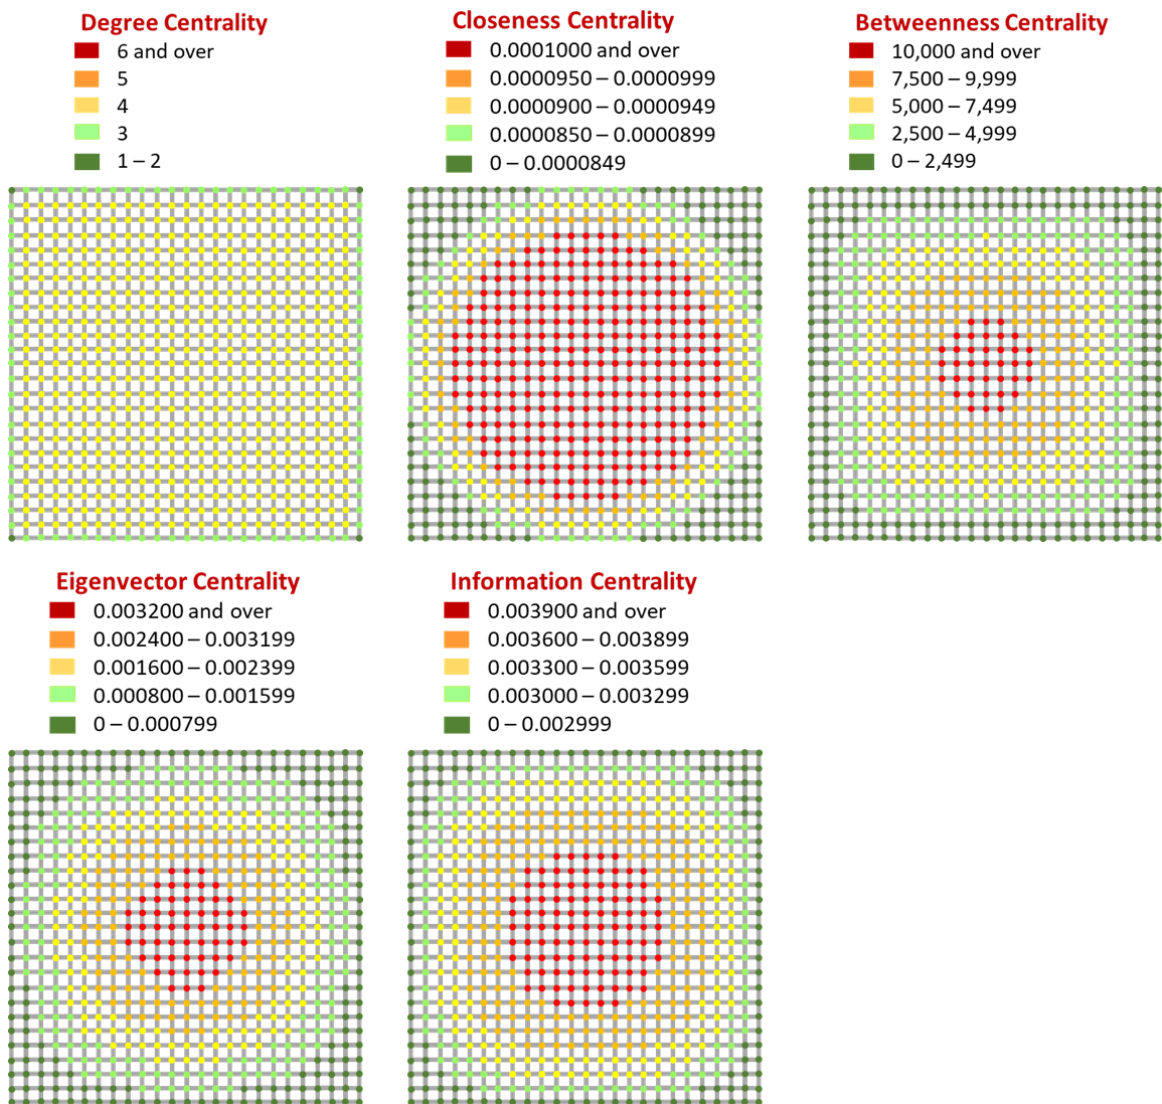 Degree Centrality
6 and over
5
4
3
1 – 2
Closeness Centrality
0.0001000 and over
0.0000950 – 0.0000999
0.0000900 – 0.0000949
0.0000850 – 0.0000899
0 – 0.0000849
Betweenness Centrality
10,000 and over
7,500 – 9,999
5,000 – 7,499
2,500 – 4,999
0 – 2,499
Eigenvector Centrality
0.003200 and over
0.002400 – 0.003199
0.001600 – 0.002399
0.000800 – 0.001599
0 – 0.000799
Information Centrality
0.003900 and over
0.003600 – 0.003899
0.003300 – 0.003599
0.003000 – 0.003299
0 – 0.002999